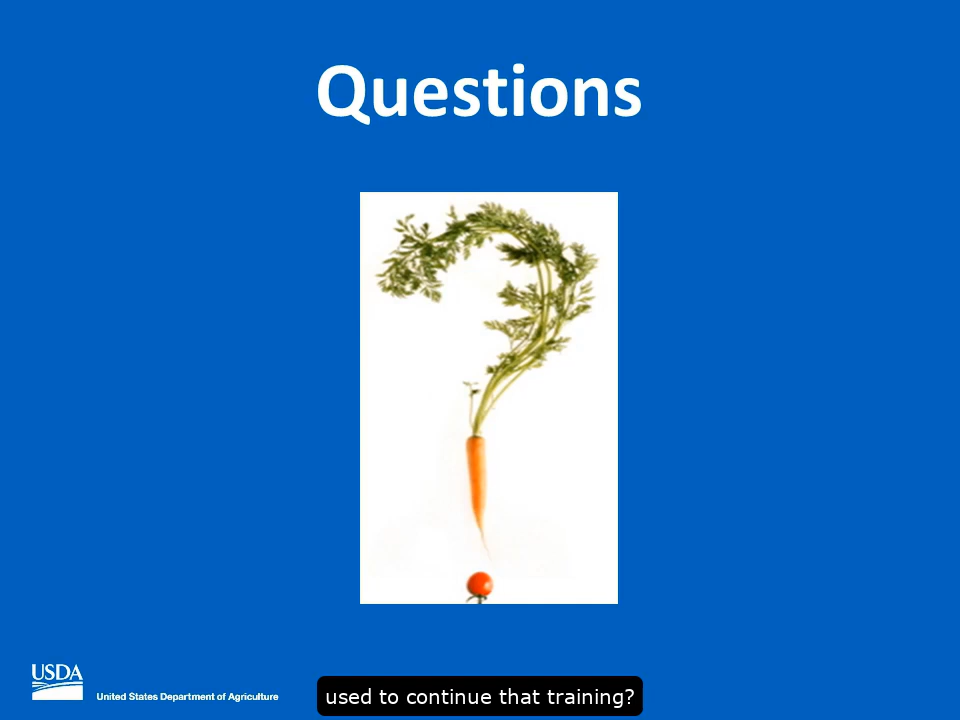 Questions
USDA
United States Department of Agriculture
used to continue that training?